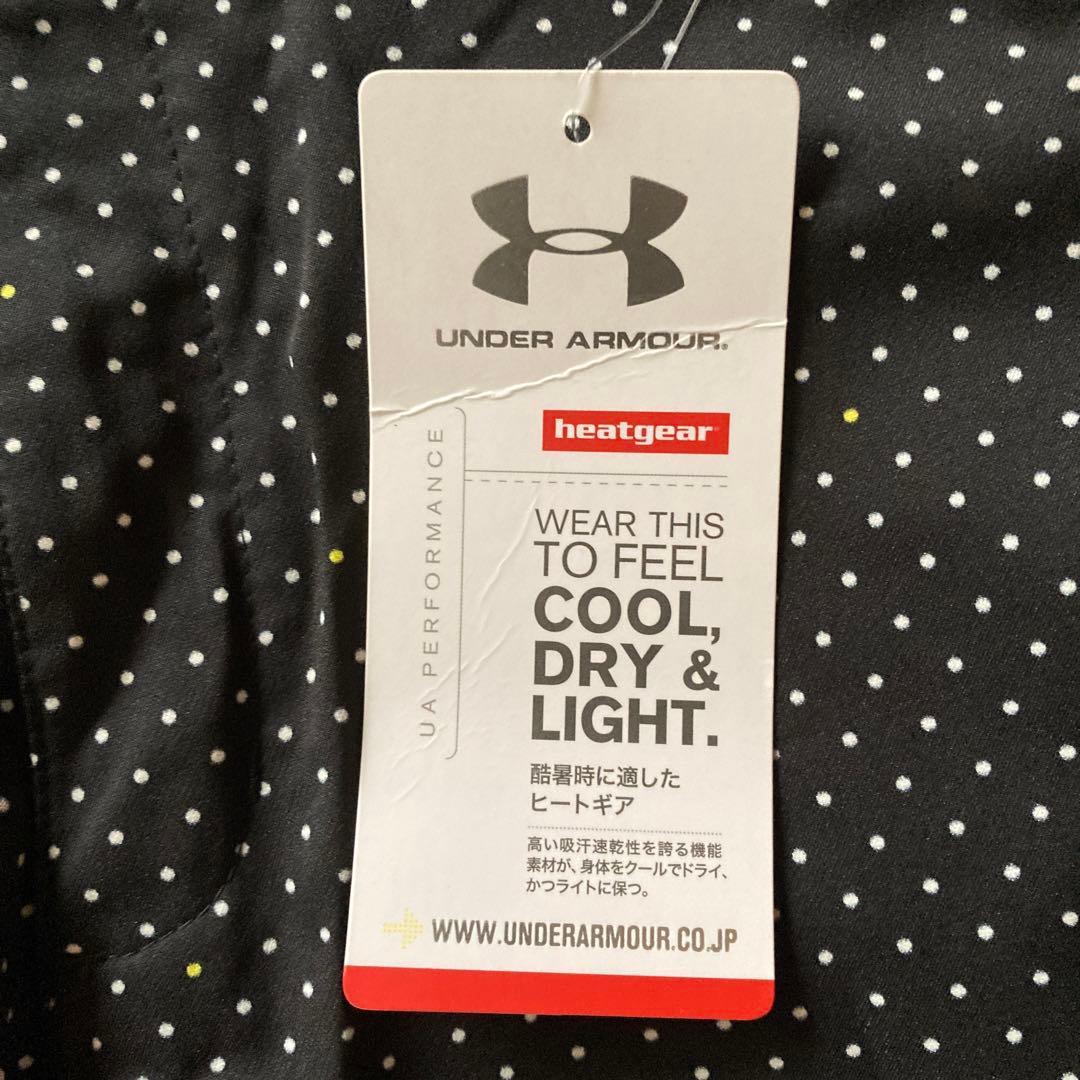 UNDER ARMOUR®
heatgear®
UA PERFORMANCE
WEAR THIS
TO FEEL
COOL,
DRY &
LIGHT.
酷暑時に適した
ヒートギア
高い吸汗速乾性を誇る機能
素材が、身体をクールでドライ、
かつライトに保つ。
WWW.UNDERARMOUR.CO.JP